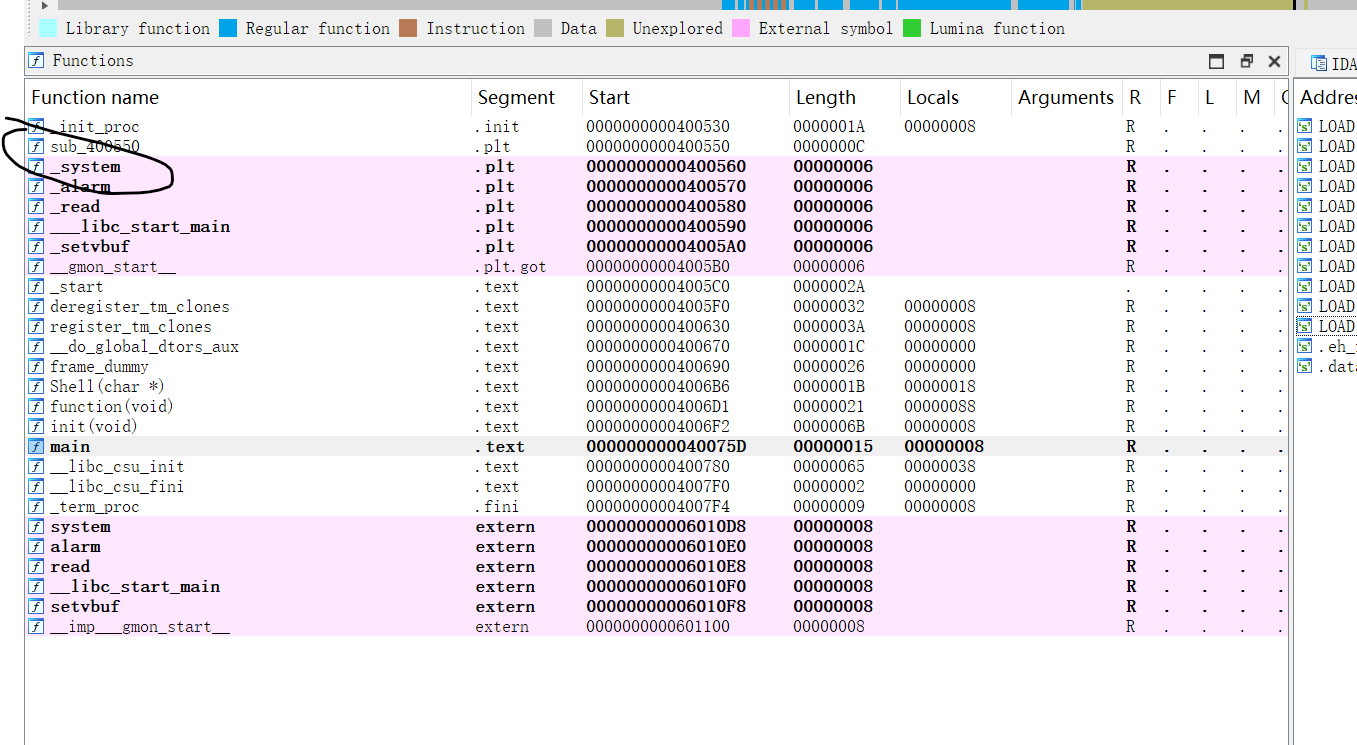 Library function Regular function Instruction Data Unexplored External symbol Lumina function
Functions
IDA
Function name Segment Start Length Locals Arguments R F L M
_init_proc .init 0000000000400530 0000001A 00000008 R . . . .
sub_400550 .plt 0000000000400550 0000000C R . . . .
_system .plt 0000000000400560 00000006 R . . . .
_alarm .plt 0000000000400570 00000006 R . . . .
_read .plt 0000000000400580 00000006 R . . . .
___libc_start_main .plt 0000000000400590 00000006 R . . . .
_setvbuf .plt 00000000004005A0 00000006 R . . . .
__gmon_start__ .plt.got 00000000004005B0 00000006 R . . . .
_start .text 00000000004005C0 0000002A . . . . .
deregister_tm_clones .text 00000000004005F0 00000032 00000008 R . . . .
register_tm_clones .text 0000000000400630 0000003A 00000008 R . . . .
__do_global_dtors_aux .text 0000000000400670 0000001C 00000000 R . . . .
frame_dummy .text 0000000000400690 00000026 00000000 R . . . .
Shell(char *) .text 00000000004006B6 0000001B 00000018 R . . . .
function(void) .text 00000000004006D1 00000021 00000088 R . . . .
init(void) .text 00000000004006F2 0000006B 00000008 R . . . .
main .text 000000000040075D 00000015 00000008 R . . . .
__libc_csu_init .text 0000000000400780 00000065 00000038 R . . . .
__libc_csu_fini .text 00000000004007F0 00000002 00000000 R . . . .
_term_proc .fini 00000000004007F4 00000009 00000008 R . . . .
system extern 00000000006010D8 00000008 R . . . .
alarm extern 00000000006010E0 00000008 R . . . .
read extern 00000000006010E8 00000008 R . . . .
__libc_start_main extern 00000000006010F0 00000008 R . . . .
setvbuf extern 00000000006010F8 00000008 R . . . .
__imp___gmon_start__ extern 0000000000601100 00000008 R . . . .
LOAD
LOAD
LOAD
LOAD
LOAD
LOAD
LOAD
LOAD
LOAD
LOAD
LOAD